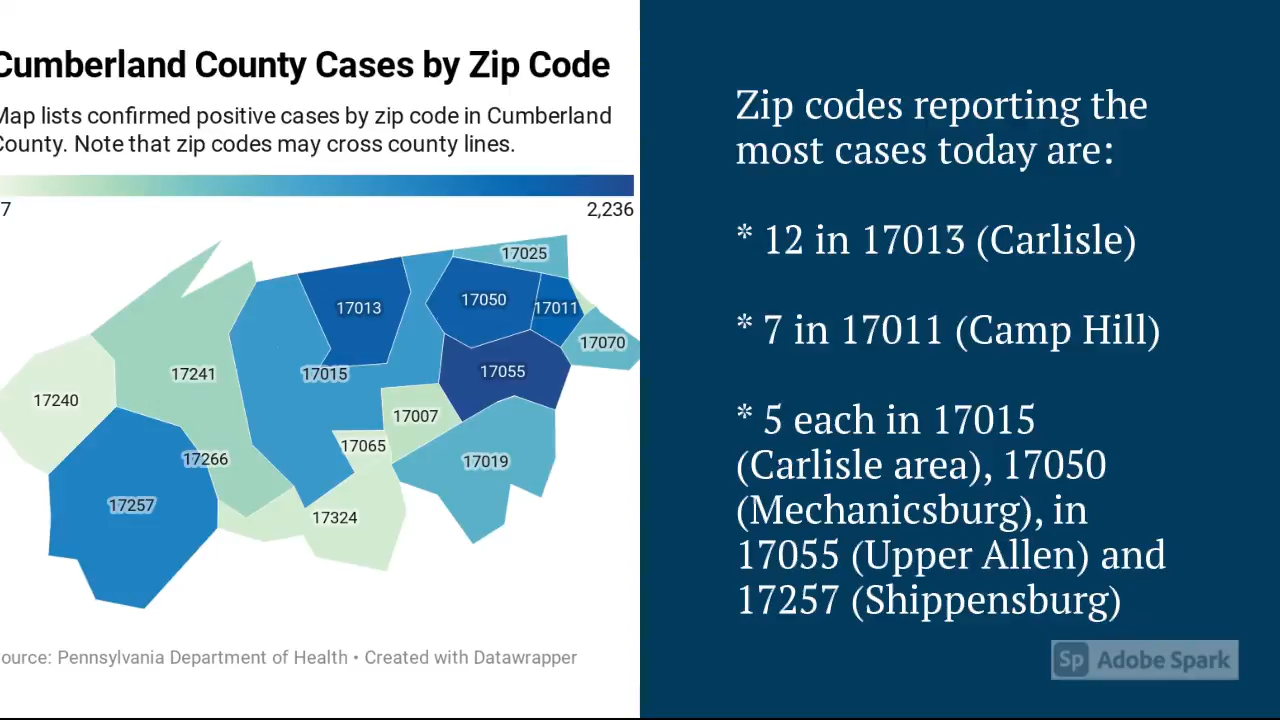 Cumberland County Cases by Zip Code
Map lists confirmed positive cases by zip code in Cumberland
County. Note that zip codes may cross county lines.
7
2,236
17025
17013
17050
17011
17070
17241
17015
17055
17240
17007
17065
17266
17019
17257
17324
ource: Pennsylvania Department of Health • Created with Datawrapper
Zip codes reporting the
most cases today are:
* 12 in 17013 (Carlisle)
* 7 in 17011 (Camp Hill)
* 5 each in 17015
(Carlisle area), 17050
(Mechanicsburg), in
17055 (Upper Allen) and
17257 (Shippensburg)
Sp Adobe Spark